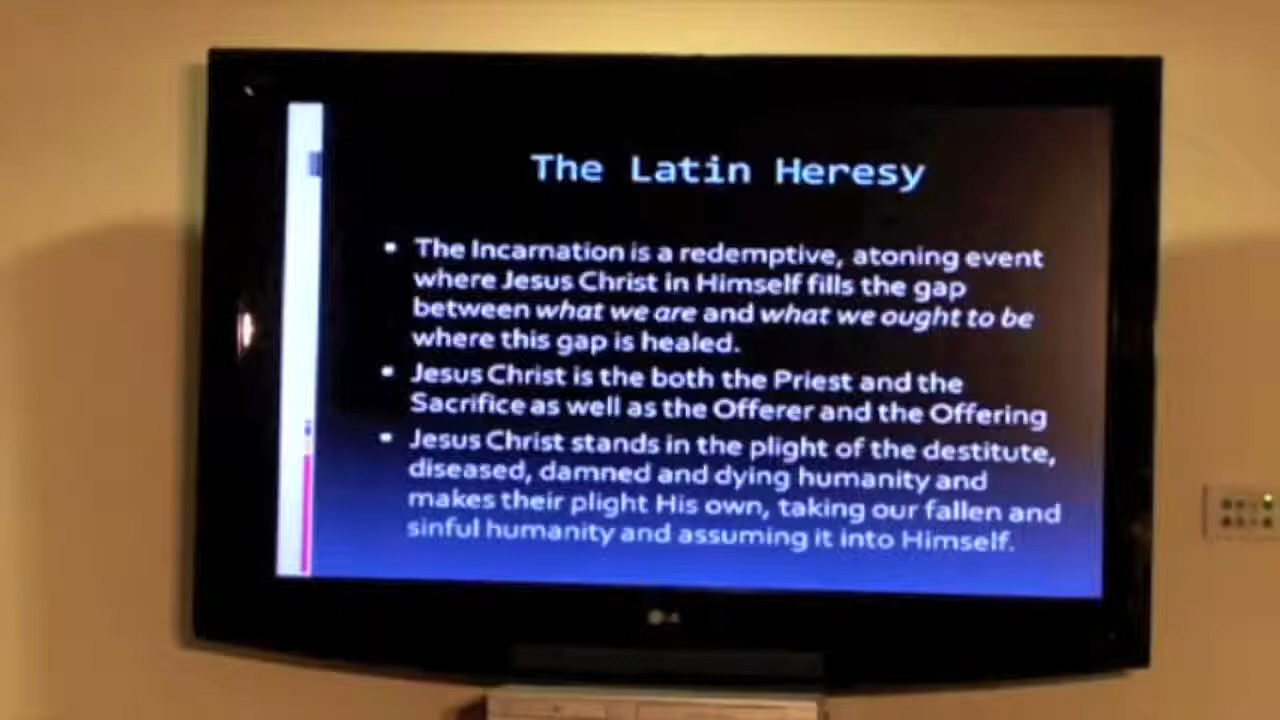 The Latin Heresy
▪ The Incarnation is a redemptive, atoning event
where Jesus Christ in Himself fills the gap
between what we are and what we ought to be
where this gap is healed.
▪ Jesus Christ is the both the Priest and the
Sacrifice as well as the Offerer and the Offering
▪ Jesus Christ stands in the plight of the destitute,
diseased, damned and dying humanity and
makes their plight His own, taking our fallen and
sinful humanity and assuming it into Himself.
LG